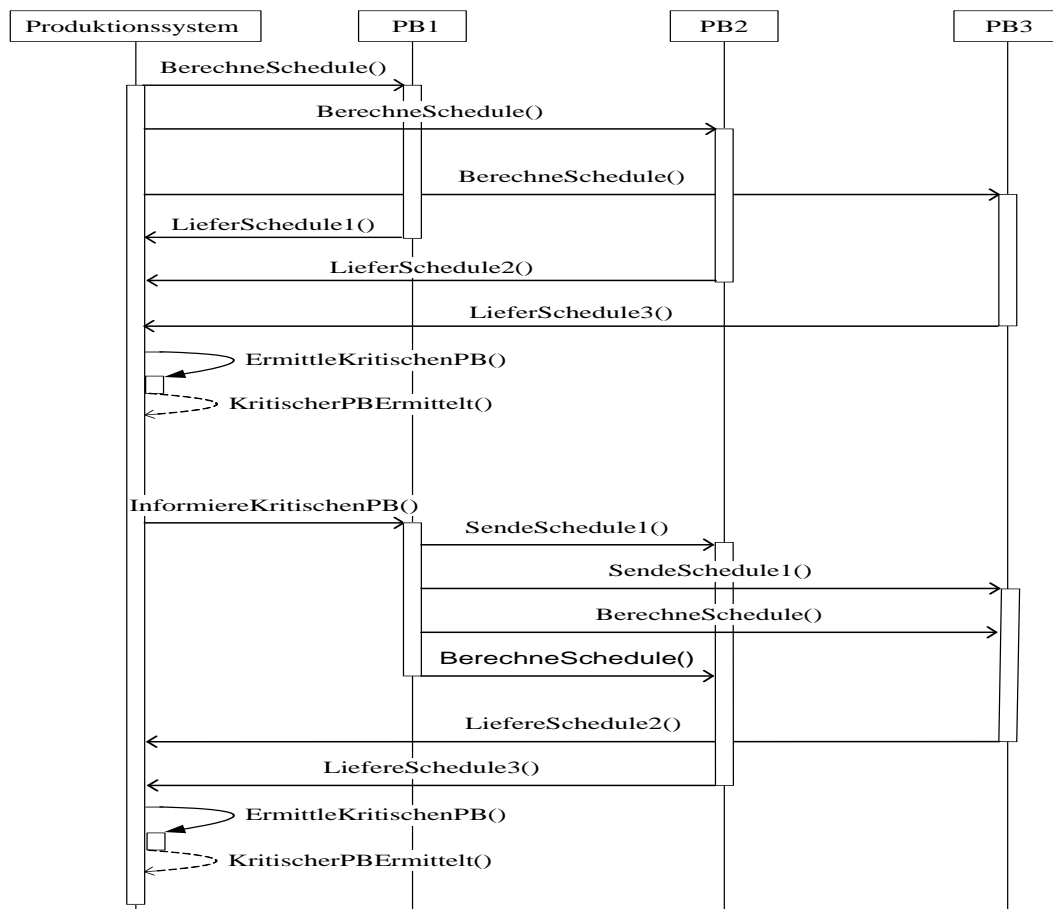 Produktionssystem
PB1
PB2
PB3
BerechneSchedule()
BerechneSchedule()
BerechneSchedule()
LieferSchedule1()
LieferSchedule2()
LieferSchedule3()
ErmittleKritischenPB()
KritischerPBErmittelt()
InformiereKritischenPB()
SendeSchedule1()
SendeSchedule1()
BerechneSchedule()
BerechneSchedule()
LiefereSchedule2()
LiefereSchedule3()
ErmittleKritischenPB()
KritischerPBErmittelt()